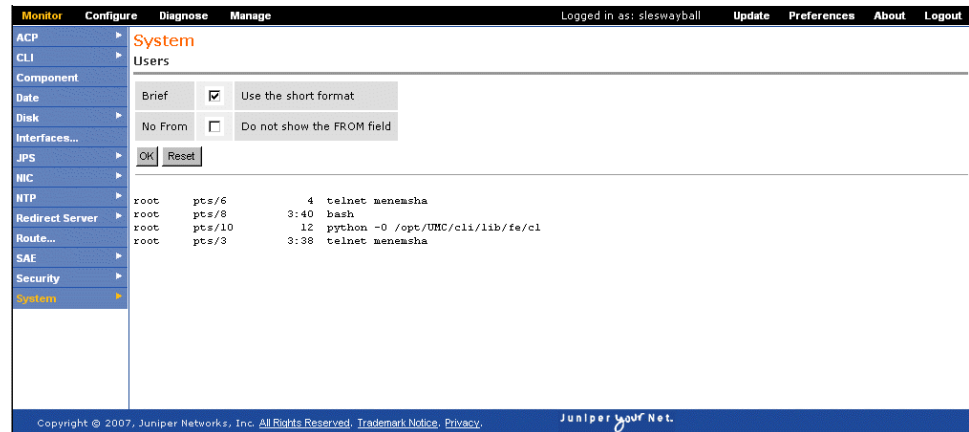 Monitor Configure Diagnose Manage Logged in as: sleswayball Update Preferences About Logout
ACP
CLI
Component
Date
Disk
Interfaces...
JPS
NIC
NTP
Redirect Server
Route...
SAE
Security
System
System
Users
Brief Use the short format
No From Do not show the FROM field
OK Reset
root pts/6 4 telnet menemsha
root pts/8 3:40 bash
root pts/10 12 python -O /opt/UMC/cli/lib/fe/cl
root pts/3 3:38 telnet menemsha
Copyright © 2007, Juniper Networks, Inc. All Rights Reserved. Trademark Notice. Privacy. Juniper your Net.